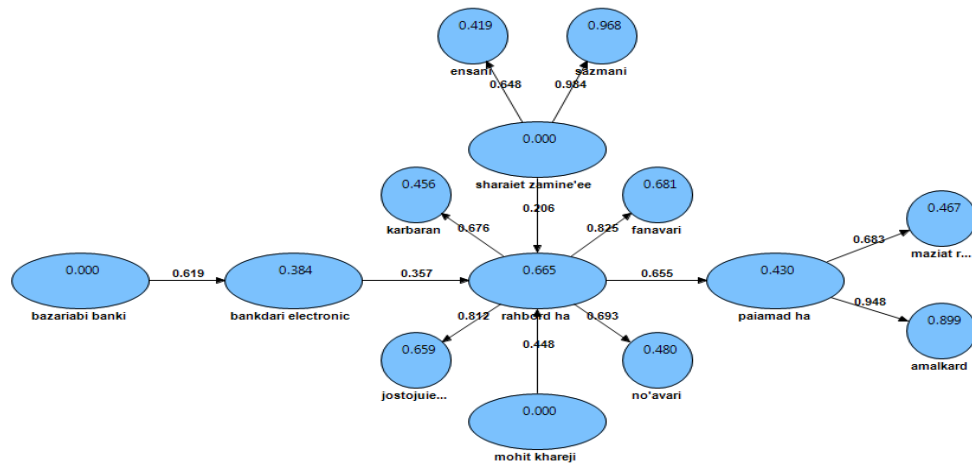 0.419
0.968
ensani
sazmani
0.648
0.984
0.000
sharaiet zamine'ee
0.456
0.681
0.467
karbaran
0.206
fanavari
0.676
0.825
0.683
maziat r...
0.000
0.619
0.384
0.357
0.665
0.655
0.430
bazariabi banki
bankdari electronic
rahbord ha
paiamad ha
0.812
0.693
0.948
0.899
0.659
0.448
0.480
amalkard
jostojuie...
no'avari
0.000
mohit khareji